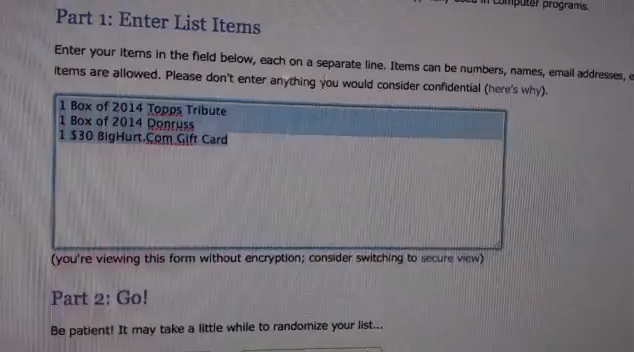 in computer programs.
Part 1: Enter List Items
Enter your items in the field below, each on a separate line. Items can be numbers, names, email addresses,
items are allowed. Please don't enter anything you would consider confidential (here's why).
1 Box of 2014 Topps Tribute
1 Box of 2014 Donruss
1 $30 BigHurt.Com Gift Card
(you're viewing this form without encryption; consider switching to secure view)
Part 2: Go!
Be patient! It may take a little while to randomize your list...